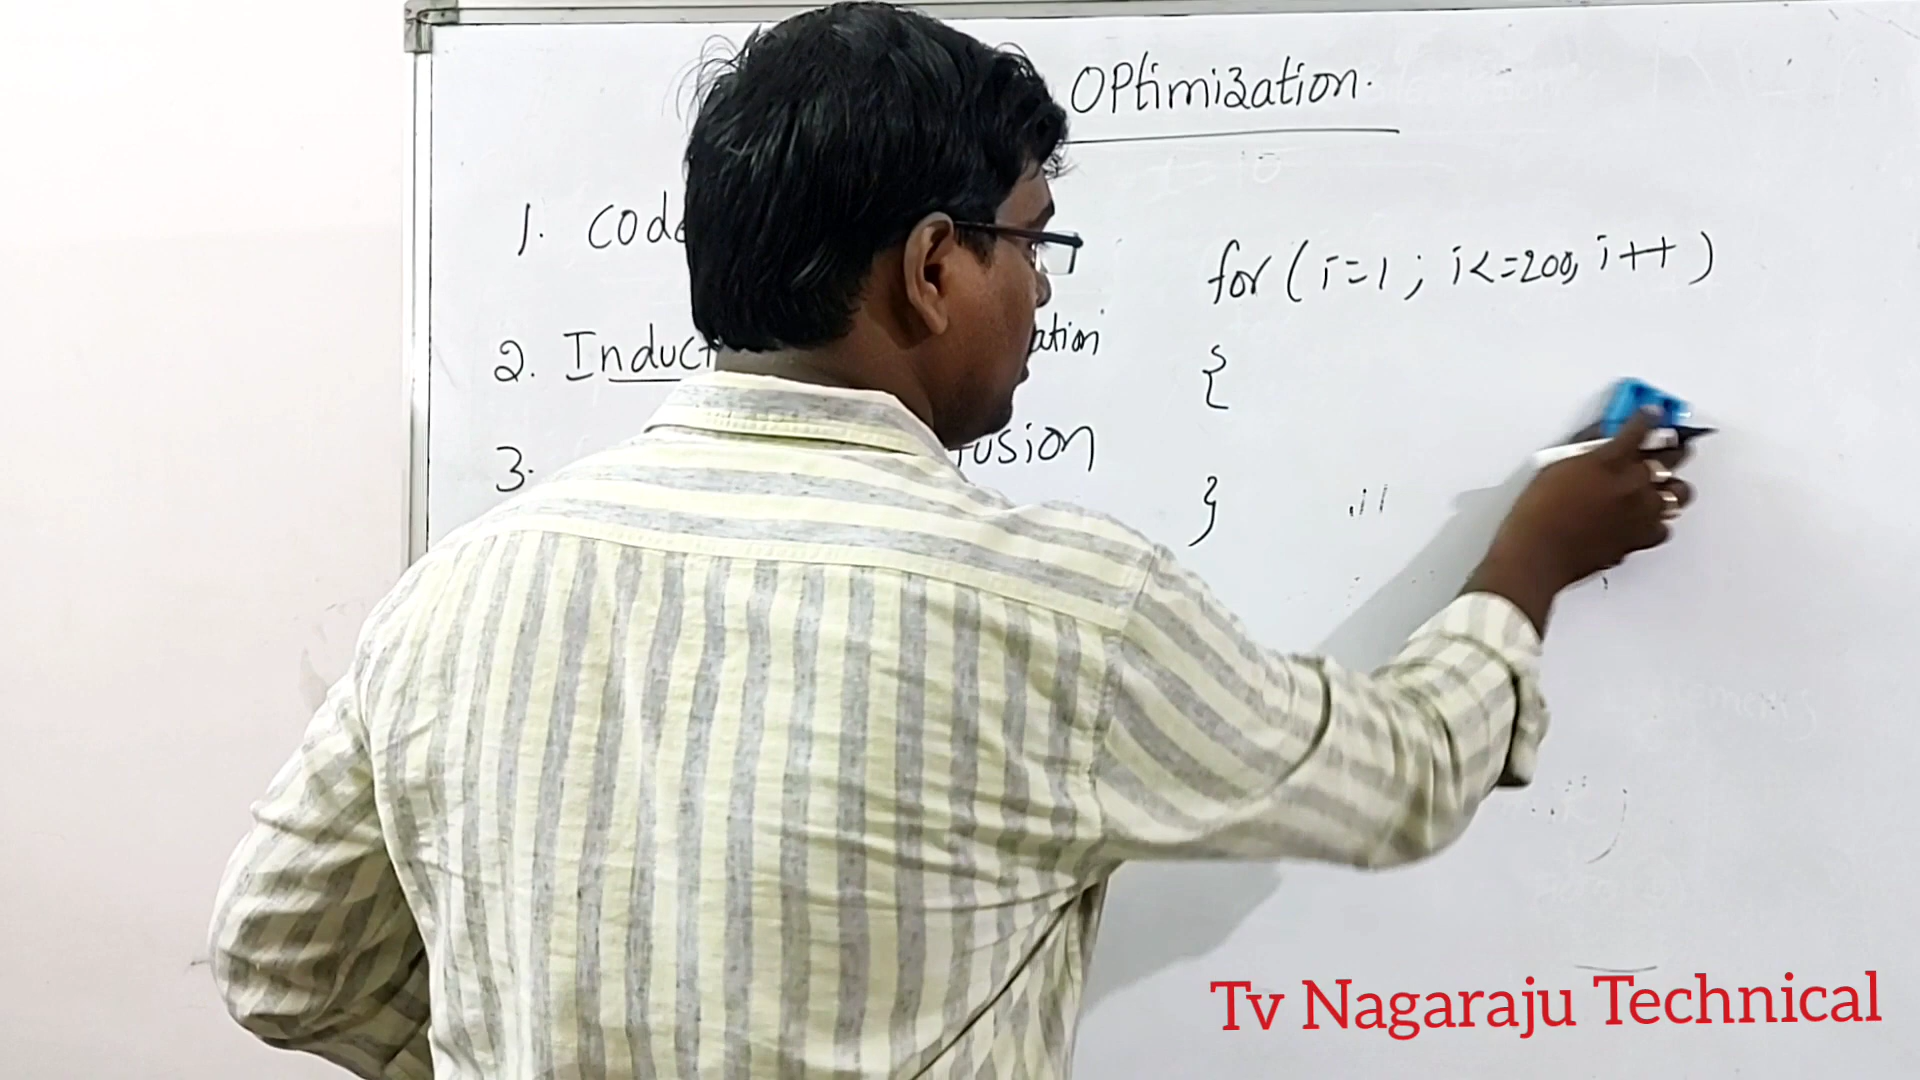 OPtimization.
1. Code
for (i=1; i<=200, i++)
2. Induct ation
{
3. fusion
}
Tv Nagaraju Technical